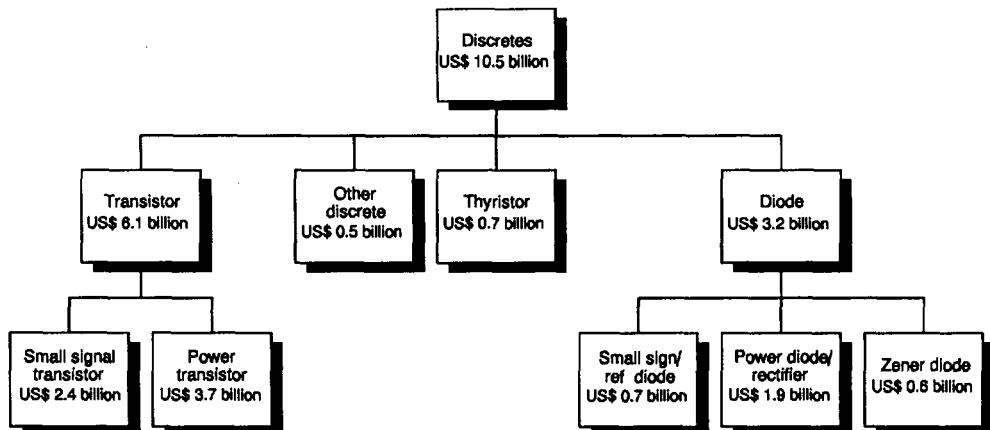 Discretes
US$ 10.5 billion
Transistor
US$ 6.1 billion
Other
discrete
US$ 0.5 billion
Thyristor
US$ 0.7 billion
Diode
US$ 3.2 billion
Small signal
transistor
US$ 2.4 billion
Power
transistor
US$ 3.7 billion
Small sign/
ref diode
US$ 0.7 billion
Power diode/
rectifier
US$ 1.9 billion
Zener diode
US$ 0.6 billion